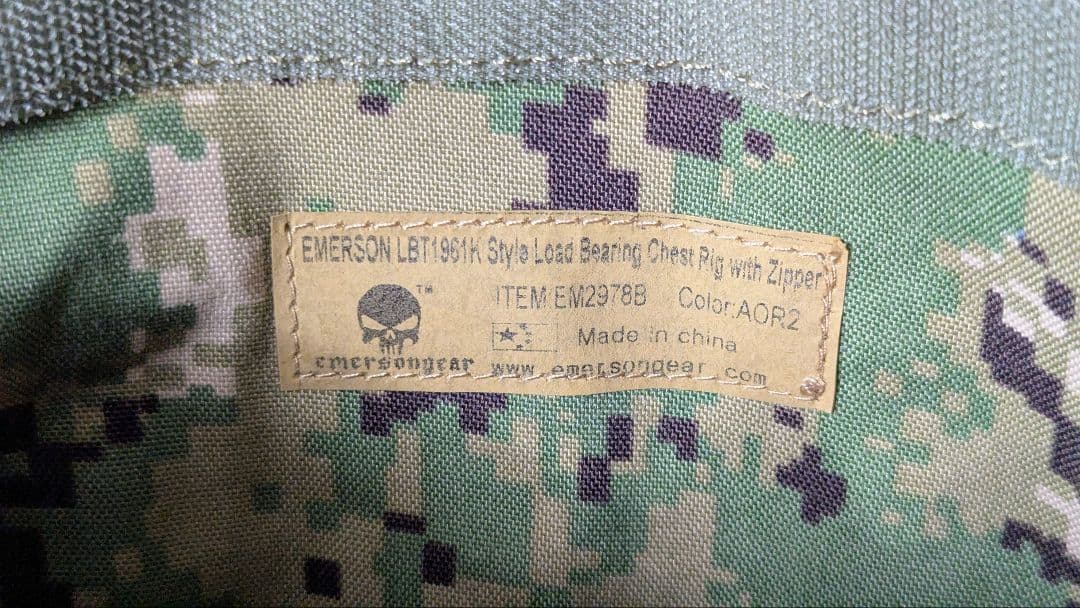 EMERSON LBT1961K Style Load Bearing Chest Rig with Zipper
ITEM:EM2978B Color:AOR2
TM
Made in china
emersongear www.emersongear.com